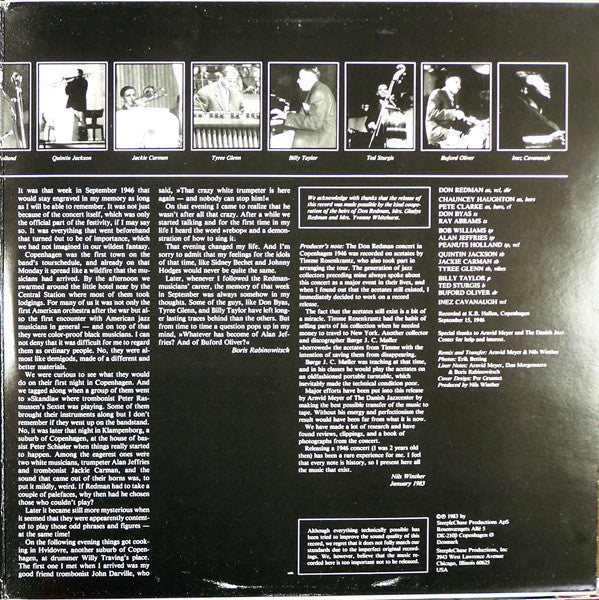 olland
Quintin Jackson
Jackie Carman
Tyree Glenn
Billy Taylor
Ted Sturgis
Buford Oliver
Inez Cavanaugh
It was that week in September 1946 that
would stay engraved in my memory as long
as I will be able to remember. It was not just
because of the concert itself, which was only
the official part of the festivity, if I may say
so. It was everything that went beforehand
that turned out to be of importance, which
we had not imagined in our wildest fantasy.
Copenhagen was the first town on the
band's tourschedule, and already on that
Monday it spread like a wildfire that the mu-
sicians had arrived. By the afternoon we
swarmed around the little hotel near by the
Central Station where most of them took
lodgings. For many of us it was not only the
first American orchestra after the war but al-
so the first encounter with American jazz
musicians in general — and on top of that
they were color-proof black musicians. I can
not deny that it was difficult for me to regard
them as ordinary people. No, they were al-
most like demigods, made of a different and
better materials.
We were curious to see what they would
do on their first night in Copenhagen. And
we tagged along when a group of them went
to »Skandia« where trombonist Peter Ras-
mussen's Sextet was playing. Some of them
brought their instruments along but I don't
remember if they went up on the bandstand.
No, it was later that night in Klampenborg, a
suburb of Copenhagen, at the house of bas-
sist Peter Schiøler when things really started
to happen. Among the eagerest ones were
two white musicians, trumpeter Alan Jeffries
and trombonist Jackie Carman, and the
sound that came out of their horns was, to
put it mildly, weird. If Redman had to take a
couple of palefaces, why then had he chosen
those who couldn't play?
Later it became still more mysterious when
it seemed that they were apparently content-
ed to play those odd phrases and figures —
at the same time!
On the following evening things got cook-
ing in Hvidovre, another suburb of Copen-
hagen, at drummer Willy Traving's place.
The first one I met when I arrived was my
good friend trombonist John Darville, who
said, »That crazy white trumpeter is here
again — and nobody can stop him!«
On that evening I came to realize that he
wasn't after all that crazy. After a while they
started talking and for the first time in my
life I heard the word »rebop« and a demon-
stration of how to sing it.
That evening changed my life. And I'm
sorry to admit that my feelings for the idols
of that time, like Sidney Bechet and Johnny
Hodges would never be quite the same.
Later, whenever I followed the Redman-
musicians' career, the memory of that week
in September was always somehow in my
thoughts. Some of the guys, like Don Byas,
Tyree Glenn, and Billy Taylor have left long-
er lasting traces behind than the others. But
from time to time a question pops up in my
mind, »Whatever has become of Alan Jef-
fries? And of Buford Oliver?«
Boris Rabinowitsch
We acknowledge with thanks that the release of
this record was made possible by the kind coope-
ration of the heirs of Don Redman, Mrs. Gladys
Redman and Mrs. Yvonne Whitehurst.
Producer's note: The Don Redman concert in
Copenhagen 1946 was recorded on acetates by
Timme Rosenkrantz, who also took part in
arranging the tour. The generation of jazz
collectors preceding mine always spoke about
this concert as a major event in their lives, and
when I found out that the acetates still existed, I
immediately decided to work on a record
release.
The fact that the acetates still exist is a bit of
a miracle. Timme Rosenkrantz had the habit of
selling parts of his collection when he needed
money to travel to New York. Another collector
and discographer Børge J. C. Møller
»borrowed« the acetates from Timme with the
intention of saving them from disappearing.
Børge J. C. Møller was teaching at that time,
and in his classes he would play the acetates on
an oldfashioned portable turntable, which
inevitably made the technical condition poor.
Major efforts have been put into this release
by Arnvid Meyer of The Danish Jazzcenter by
making the best possible transfer of the music to
tape. Without his energy and perfectionism the
result would have been far from what it is now.
We have made a lot of research and have
found reviews, clippings, and a book of
photographs from the concert.
Releasing a 1946 concert (I was 2 years old
then) has been a rare experience for me. I feel
that every note is history, so I present here all
the music that exist.
Nils Winther
January 1983
Although everything technically possible has
been tried to improve the sound quality of this
record, we regret that it does not fully match our
standards due to the imperfect original record-
ings. We, however, believe that the music re-
corded here is too important not to be released.
DON REDMAN as, vcl, dir
CHAUNCEY HAUGHTON as, bars
PETE CLARKE as, bars, cl
DON BYAS ts
RAY ABRAMS ts
BOB WILLIAMS tp
ALAN JEFFRIES tp
PEANUTS HOLLAND tp, vcl
QUINTIN JACKSON tb
JACKIE CARMAN tb
TYREE GLENN tb, vibes
BILLY TAYLOR p
TED STURGIS b
BUFORD OLIVER dr
INEZ CAVENAUGH vcl
Recorded at K.B. Hallen, Copenhagen
September 15, 1946
Special thanks to Arnvid Meyer and The Danish Jazz
Center for help and interest.
Remix and Transfer: Arnvid Meyer & Nils Winther
Liner Notes: Arnvid Meyer, Dan Morgenstern
& Boris Rabinowitsch
Cover Design: Per Grunnet
Produced by Nils Winther
©℗ 1983 by
SteepleChase Productions ApS
DK-2100 Copenhagen Ø
Denmark
SteepleChase Productions, Inc
3943 West Lawrence Avenue
Chicago, Illinois 60625
USA